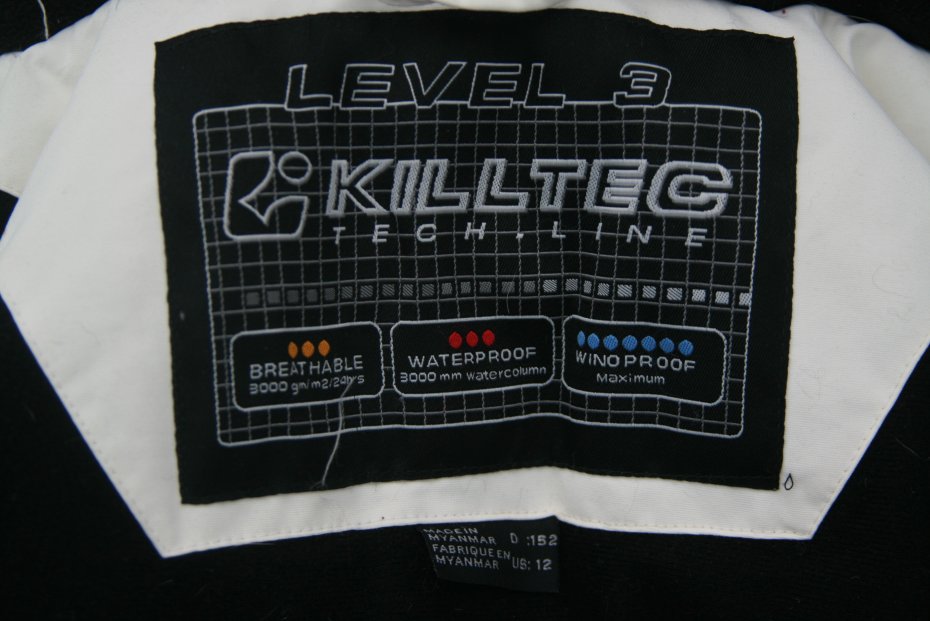 LEVEL 3
KILLTEC
TECH.LINE
BREATHABLE
3000 gm/m2/24hrs
WATERPROOF
3000 mm watercolumn
WINDPROOF
Maximum
MADE IN
MYANMAR D :152
FABRIQUE EN
MYANMAR US: 12